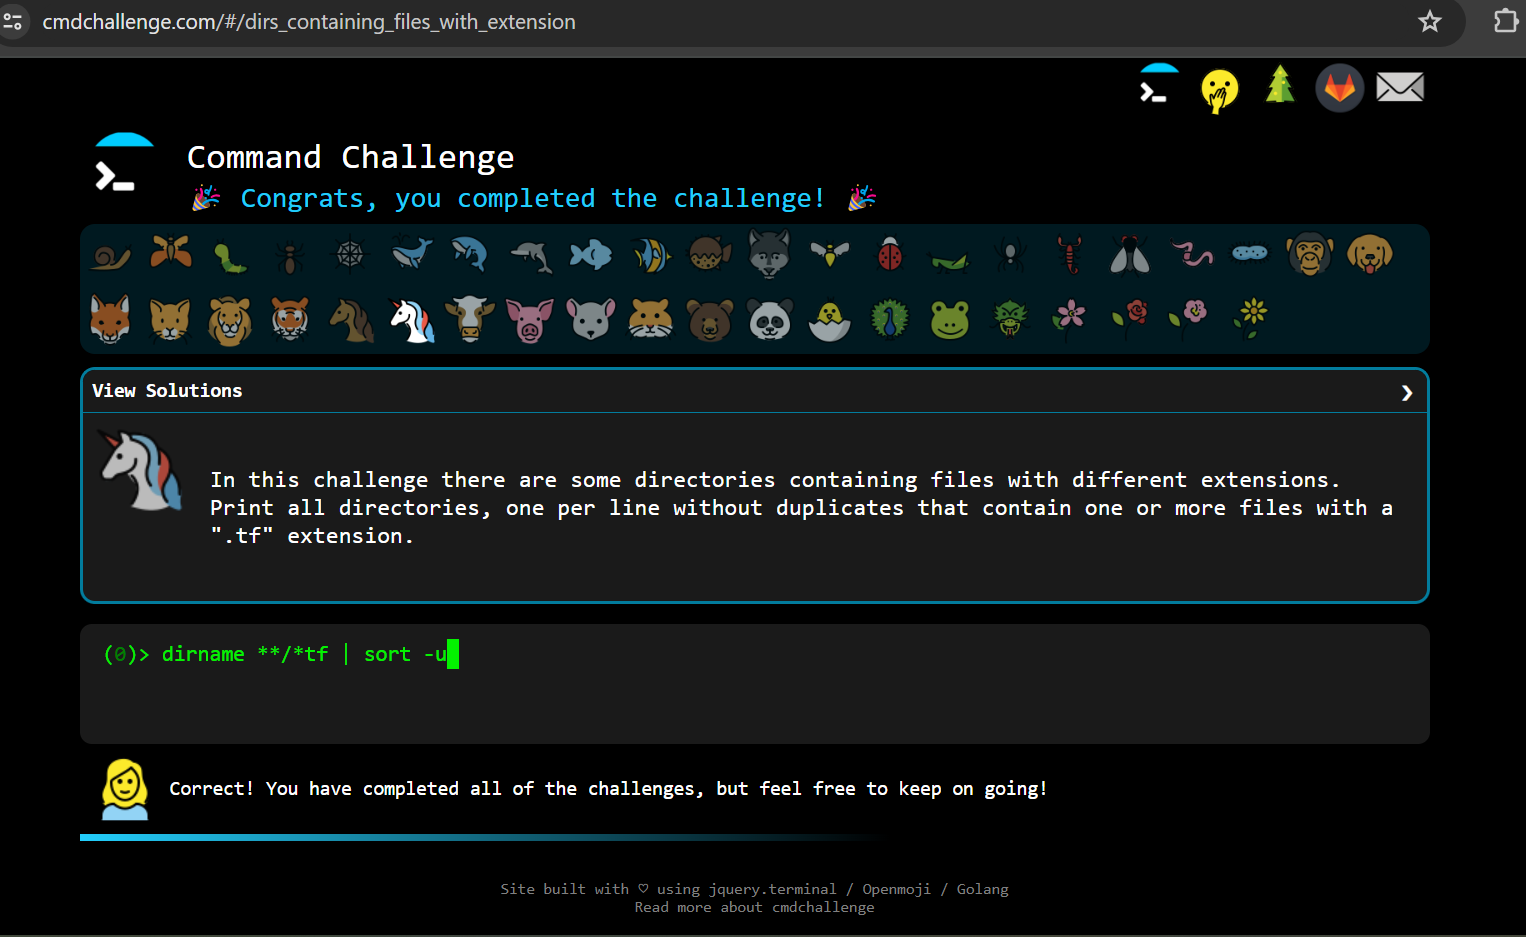 cmdchallenge.com/#/dirs_containing_files_with_extension
Command Challenge
Congrats, you completed the challenge!
View Solutions
In this challenge there are some directories containing files with different extensions.
Print all directories, one per line without duplicates that contain one or more files with a
".tf" extension.
(0)> dirname **/*tf | sort -u
Correct! You have completed all of the challenges, but feel free to keep on going!
Site built with ♡ using jquery.terminal / Openmoji / Golang
Read more about cmdchallenge